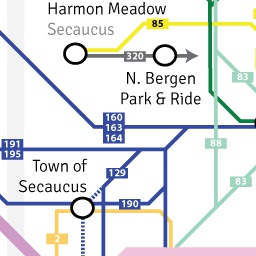 Harmon Meadow
Secaucus
85
320
N. Bergen
Park & Ride
83
160
163
164
191
195
88
Town of
Secaucus
129
83
190
2